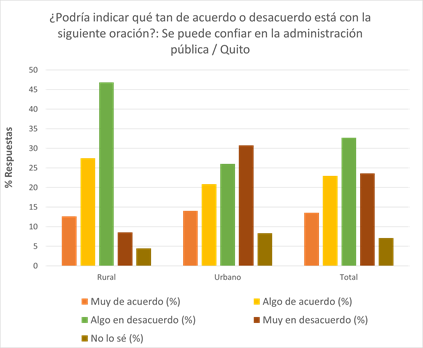 ¿Podría indicar qué tan de acuerdo o desacuerdo está con la
siguiente oración?: Se puede confiar en la administración
pública / Quito
% Respuestas
50
45
40
35
30
25
20
15
10
5
0
Rural
Urbano
Total
Muy de acuerdo (%)
Algo de acuerdo (%)
Algo en desacuerdo (%)
Muy en desacuerdo (%)
No lo sé (%)